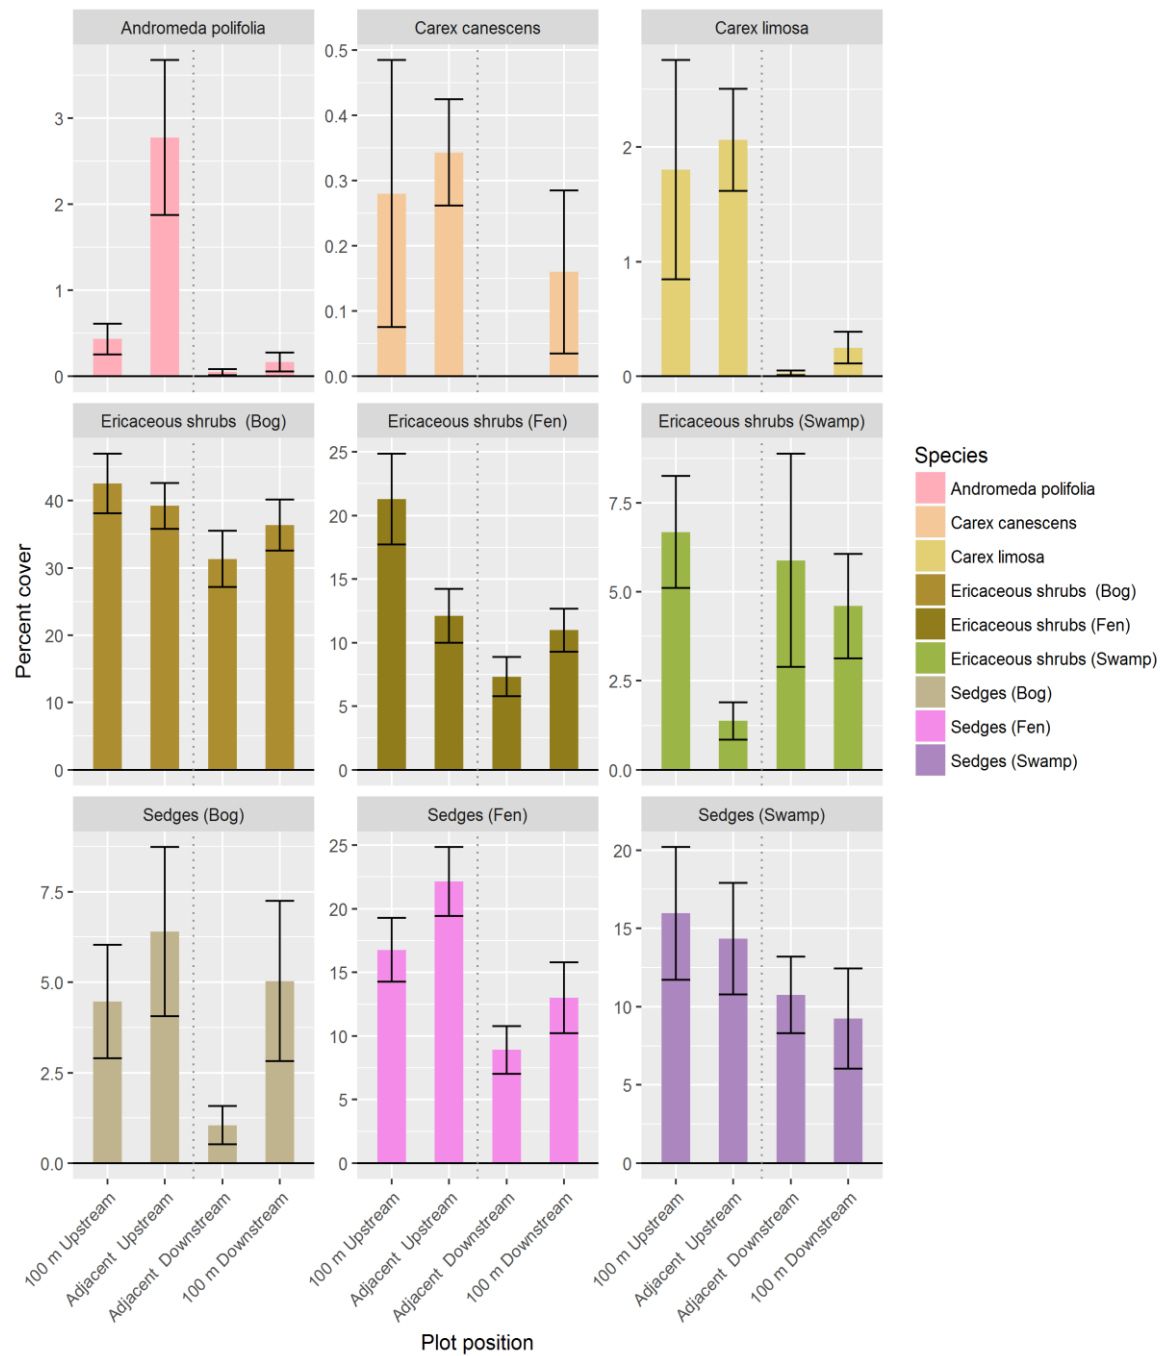 Andromeda polifolia
Carex canescens
Carex limosa
3
2
1
0
0.5
0.4
0.3
0.2
0.1
0.0
2
1
0
Ericaceous shrubs  (Bog)
Ericaceous shrubs (Fen)
Ericaceous shrubs (Swamp)
40
30
20
10
0
25
20
15
10
5
0
7.5
5.0
2.5
0.0
Sedges (Bog)
Sedges (Fen)
Sedges (Swamp)
7.5
5.0
2.5
0.0
25
20
15
10
5
0
20
15
10
5
0
100 m Upstream
Adjacent  Upstream
Adjacent  Downstream
100 m Downstream
100 m Upstream
Adjacent  Upstream
Adjacent  Downstream
100 m Downstream
100 m Upstream
Adjacent  Upstream
Adjacent  Downstream
100 m Downstream
Plot position
Percent cover
Species
Andromeda polifolia
Carex canescens
Carex limosa
Ericaceous shrubs  (Bog)
Ericaceous shrubs (Fen)
Ericaceous shrubs (Swamp)
Sedges (Bog)
Sedges (Fen)
Sedges (Swamp)